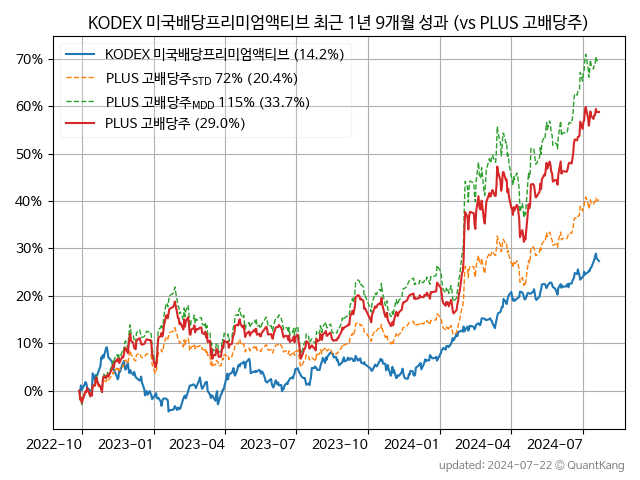 KODEX 미국배당프리미엄액티브 최근 1년 9개월 성과 (vs PLUS 고배당주)
KODEX 미국배당프리미엄액티브 (14.2%)
PLUS 고배당주STD 72% (20.4%)
PLUS 고배당주MDD 115% (33.7%)
PLUS 고배당주 (29.0%)
70%
60%
50%
40%
30%
20%
10%
0%
2022-10 2023-01 2023-04 2023-07 2023-10 2024-01 2024-04 2024-07
updated: 2024-07-22 ⓒ QuantKang